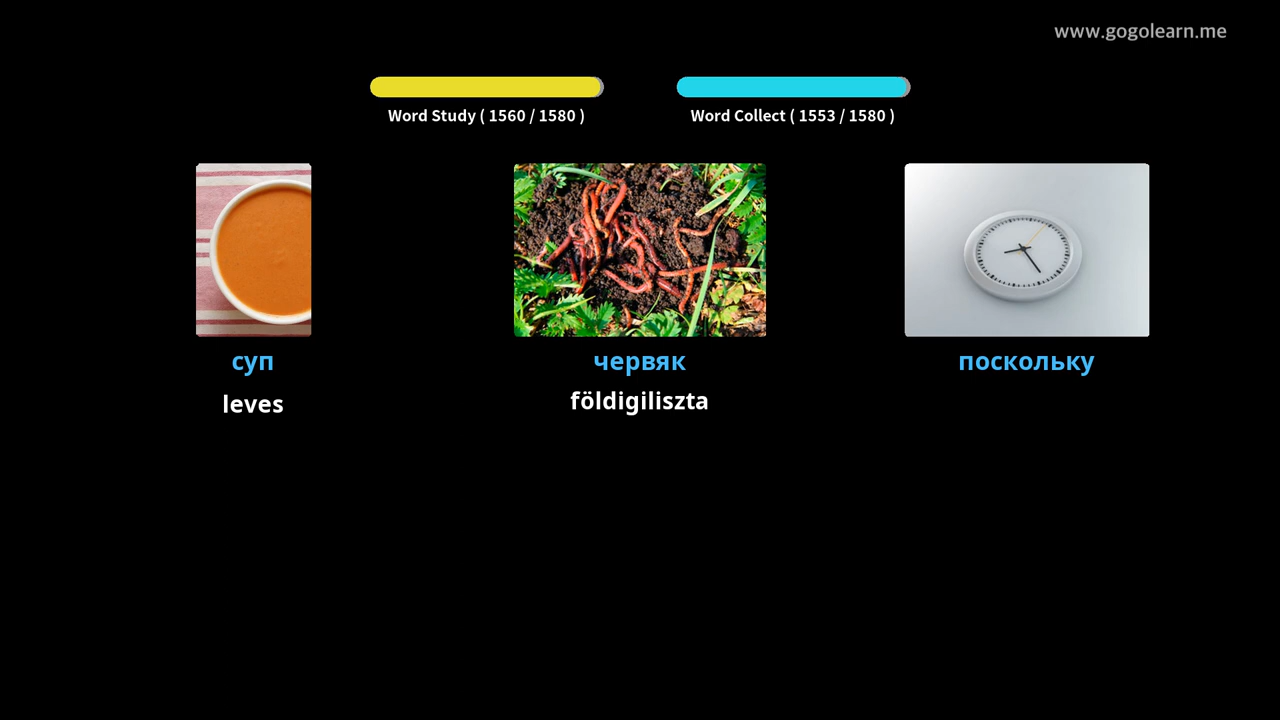 www.gogolearn.me
Word Study ( 1560 / 1580 )
Word Collect ( 1553 / 1580 )
суп
червяк
поскольку
leves
földigiliszta